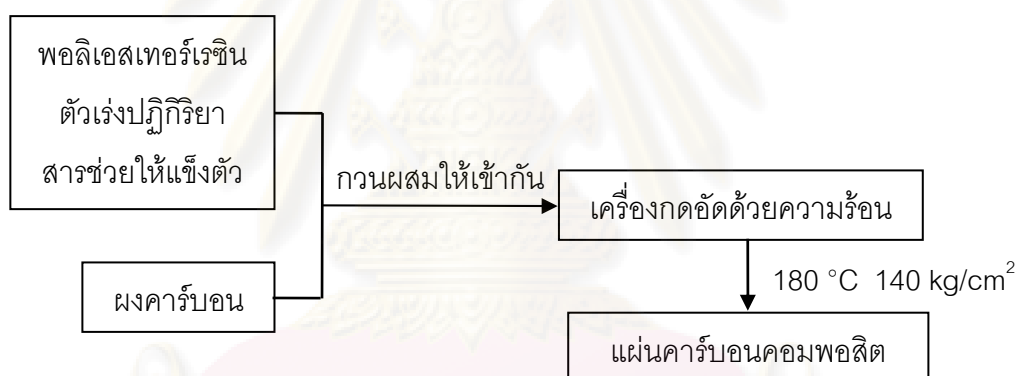 พอลิเอสเทอร์เรซิน
ตัวเร่งปฏิกิริยา
สารช่วยให้แข็งตัว
กวนผสมให้เข้ากัน
เครื่องกดอัดด้วยความร้อน
ผงคาร์บอน
180 °C 140 kg/cm²
แผ่นคาร์บอนคอมพอสิต